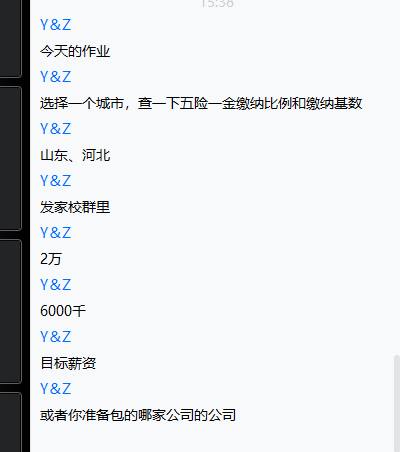 15:38
Y&Z
今天的作业
Y&Z
选择一个城市，查一下五险一金缴纳比例和缴纳基数
Y&Z
山东、河北
Y&Z
发家校群里
Y&Z
2万
Y&Z
6000千
Y&Z
目标薪资
Y&Z
或者你准备包的哪家公司的公司